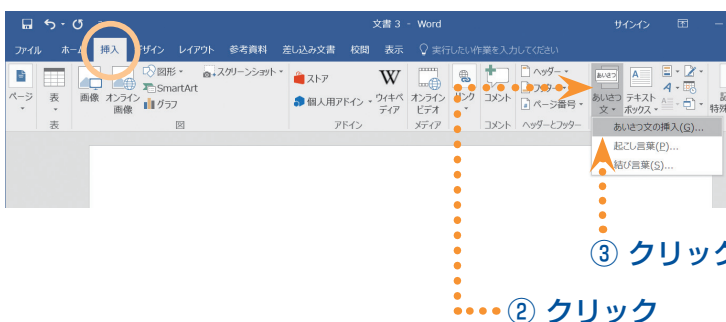 文書 3 - Word サインイン
ファイル ホーム 挿入 デザイン レイアウト 参考資料 差し込み文書 校閲 表示 実行したい作業を入力してください
図形 スクリーンショット ストア W ヘッダー あいさつ A
SmartArt フッター
ページ 表 画像 オンライン画像 グラフ 個人用アドイン ウィキペディア オンラインビデオ リンク コメント ページ番号 あいさつ文 テキストボックス
表 図 アドイン メディア コメント ヘッダーとフッター
あいさつ文の挿入(G)...
起こし言葉(P)...
結び言葉(S)...
③ クリック
② クリック